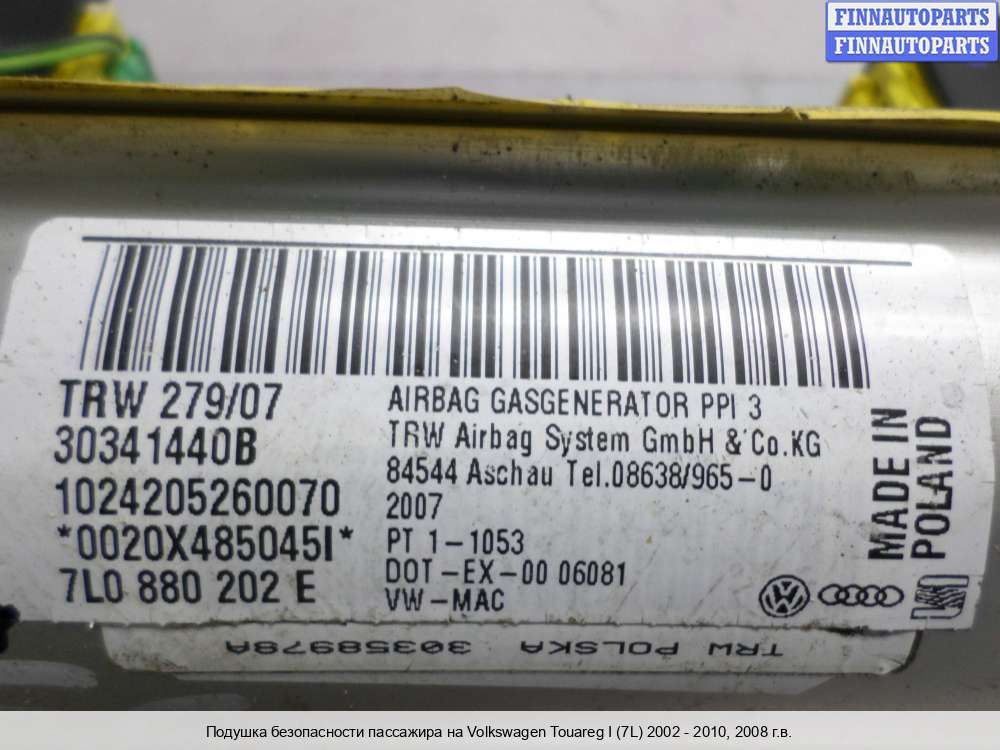 FINNAUTOPARTS
FINNAUTOPARTS
TRW 279/07
30341440B
1024205260070
*0020X485045I*
7L0 880 202 E
AIRBAG GASGENERATOR PPI 3
TRW Airbag System GmbH & Co.KG
84544 Aschau Tel.08638/965-0
2007
PT 1-1053
DOT-EX-00 06081
VW-MAC
MADE IN
POLAND
TRW POLSKA 30358978A
Подушка безопасности пассажира на Volkswagen Touareg I (7L) 2002 - 2010, 2008 г.в.